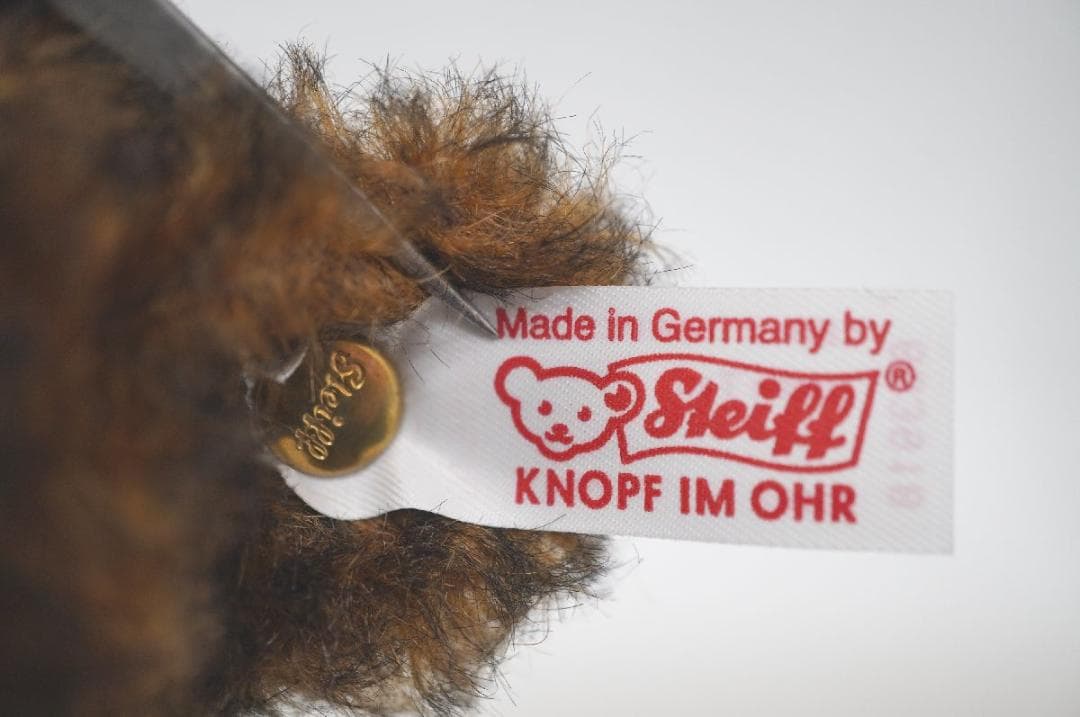 Made in Germany by
Steiff ®
KNOPF IM OHR
Steiff